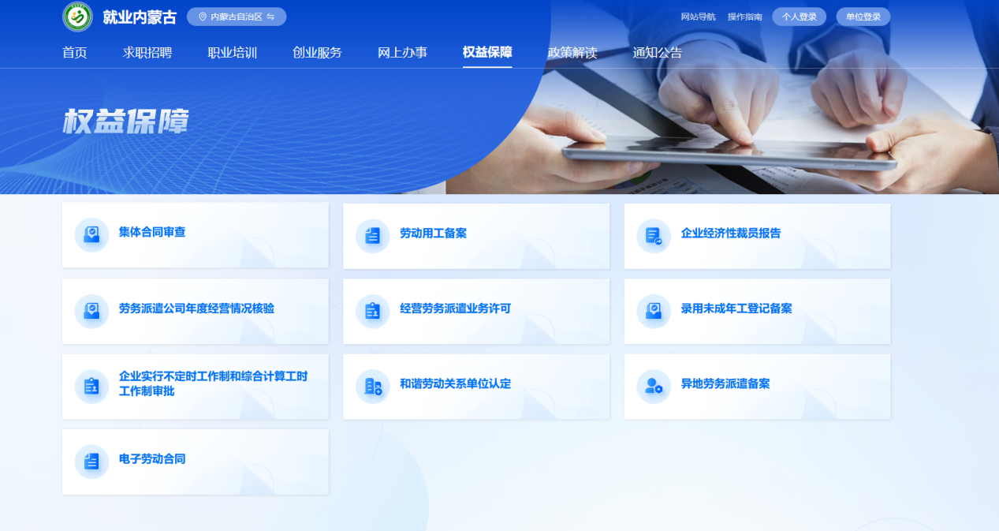 就业内蒙古
内蒙古自治区
网站导航
操作指南
个人登录
单位登录
首页
求职招聘
职业培训
创业服务
网上办事
权益保障
政策解读
通知公告
权益保障
集体合同审查
劳动用工备案
企业经济性裁员报告
劳务派遣公司年度经营情况核验
经营劳务派遣业务许可
录用未成年工登记备案
企业实行不定时工作制和综合计算工时
工作制审批
和谐劳动关系单位认定
异地劳务派遣备案
电子劳动合同